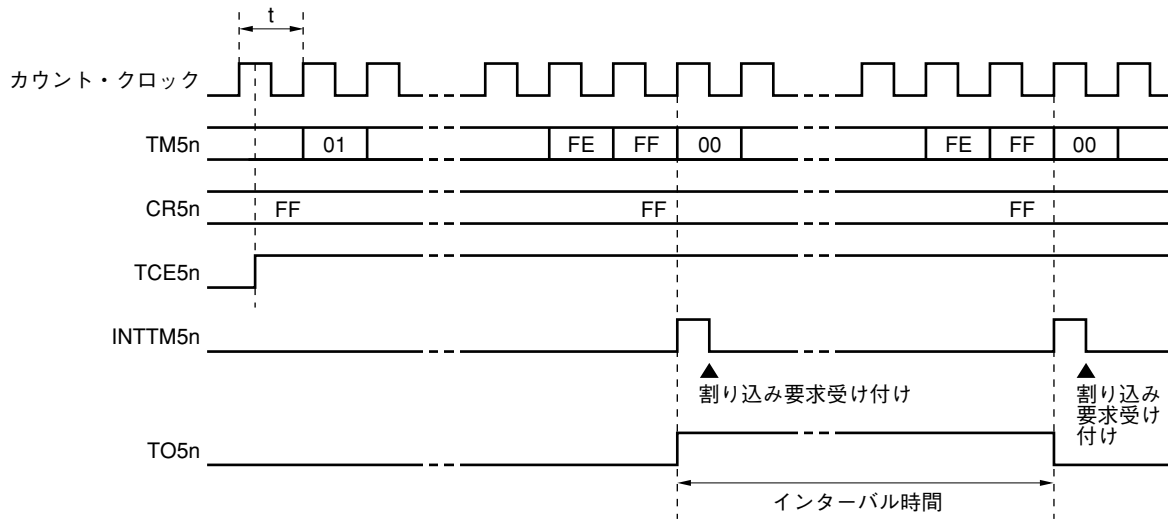 t
カウント・クロック
TM5n 01 FE FF 00 FE FF 00
CR5n FF FF FF
TCE5n
INTTM5n
割り込み要求受け付け
割り込み
要求受け
付け
TO5n
インターバル時間